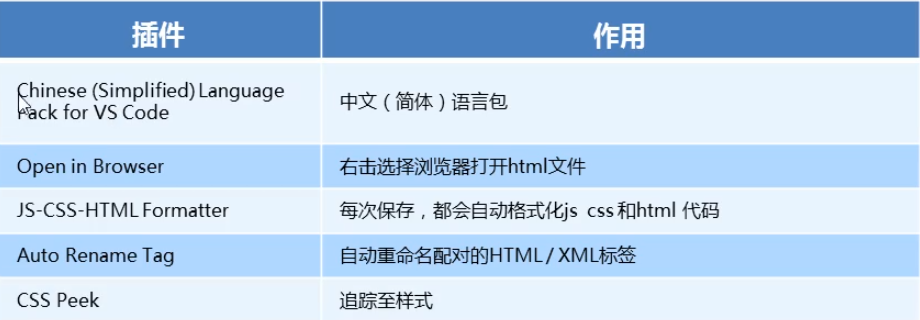 插件
作用
Chinese (Simplified) Language
Pack for VS Code
中文（简体）语言包
Open in Browser
右击选择浏览器打开html文件
JS-CSS-HTML Formatter
每次保存，都会自动格式化js css 和html 代码
Auto Rename Tag
自动重命名配对的HTML / XML标签
CSS Peek
追踪至样式